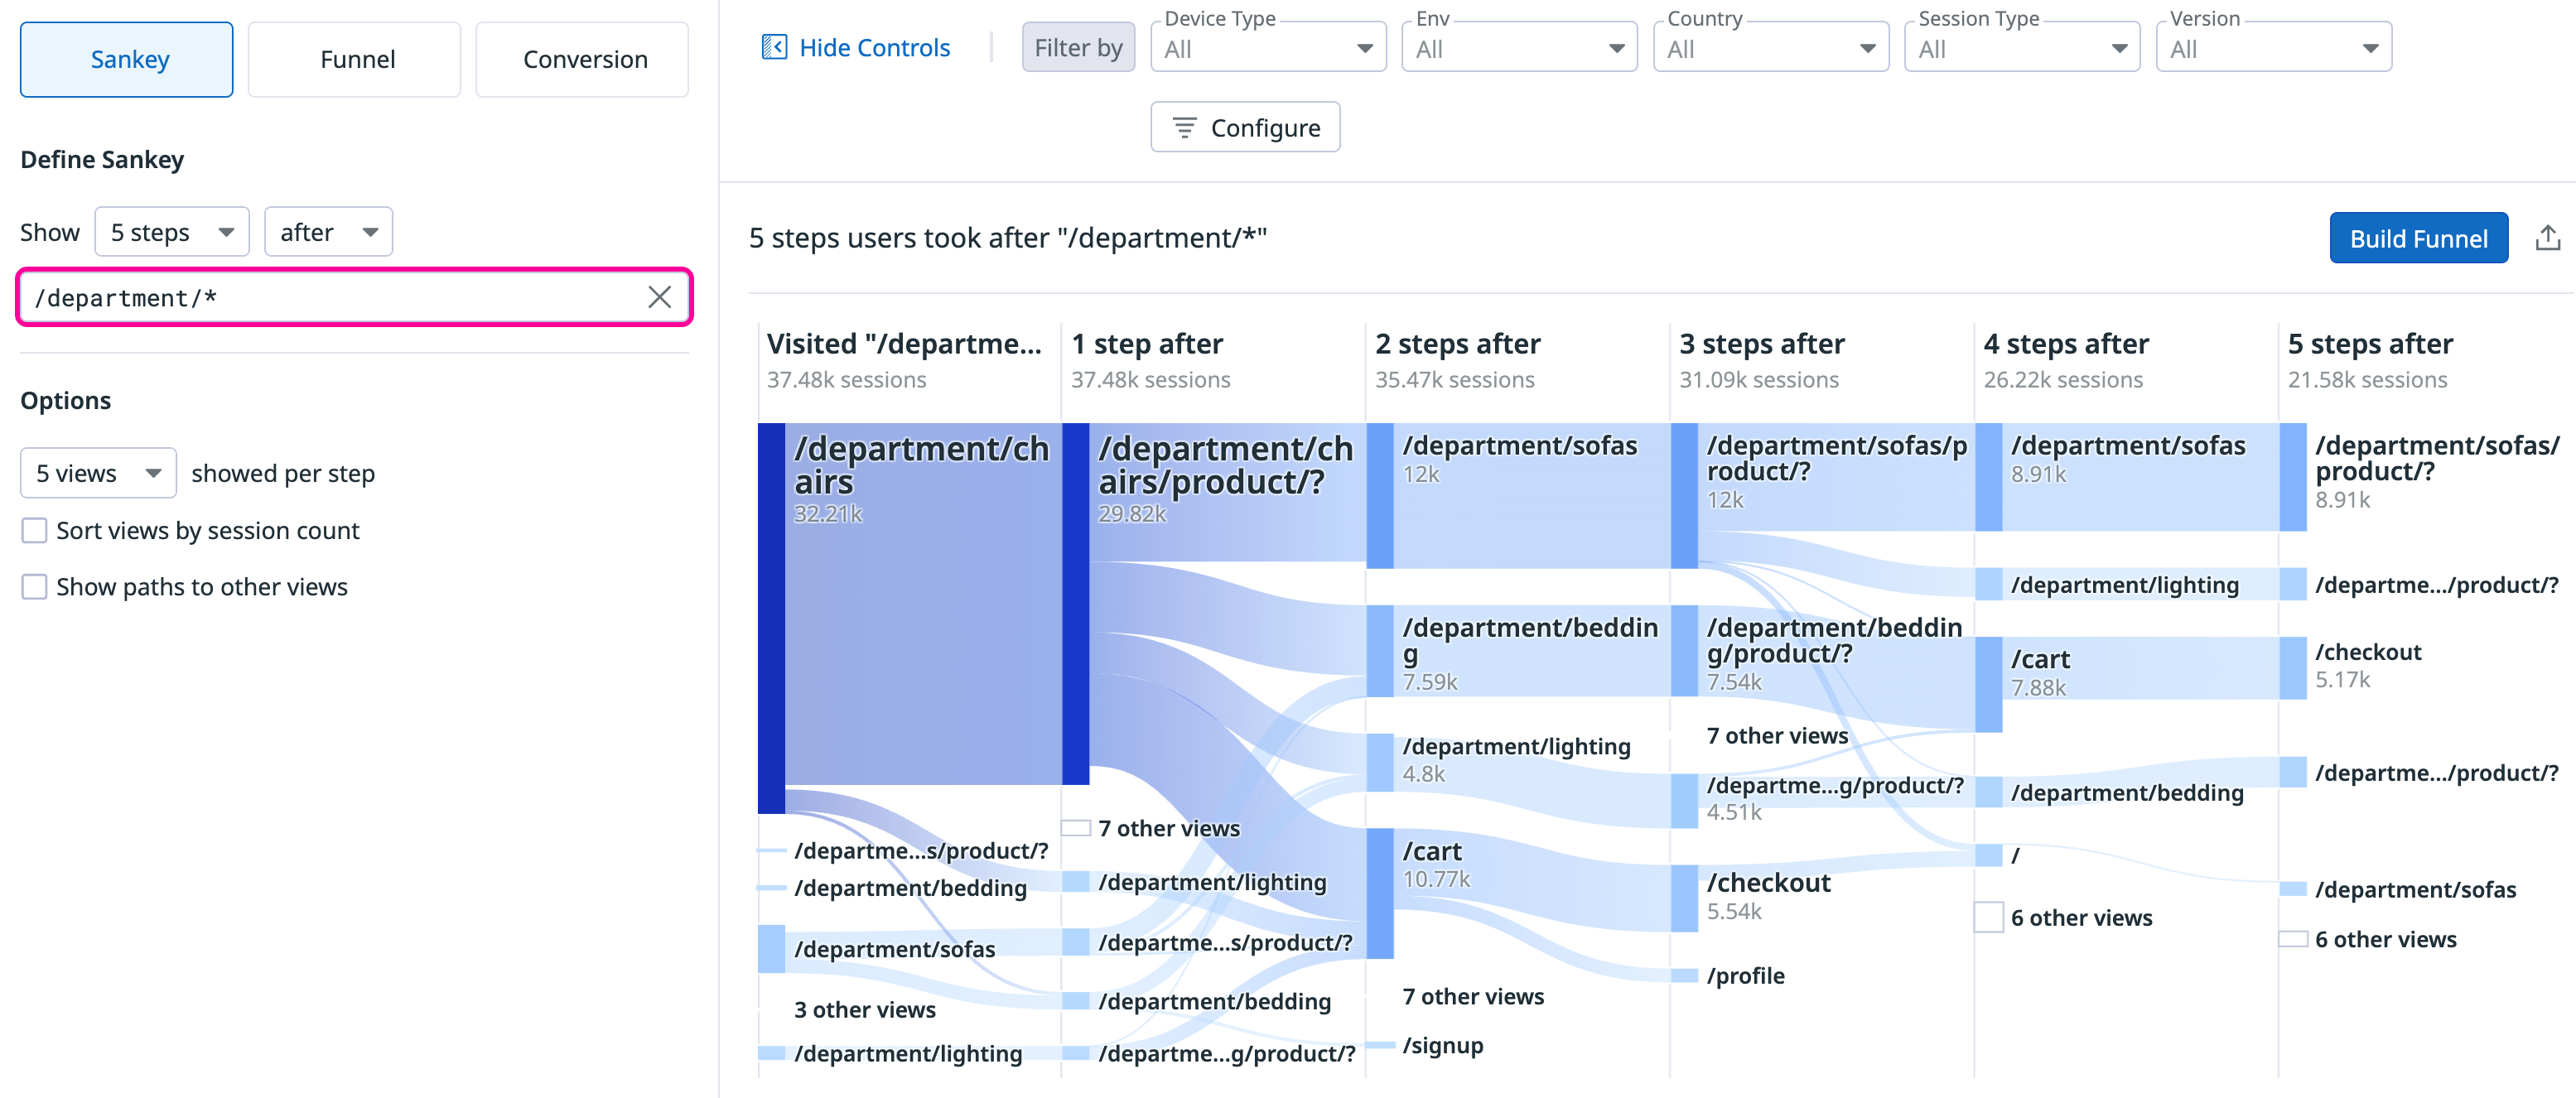 Sankey
Funnel
Conversion
Define Sankey
Show 5 steps after
/department/*
Options
5 views showed per step
Sort views by session count
Show paths to other views
Hide Controls
Filter by
Device Type
All
Env
All
Country
All
Session Type
All
Version
All
Configure
5 steps users took after "/department/*"
Build Funnel
Visited "/departme...
37.48k sessions
/department/ch
airs
32.21k
/departme...s/product/?
/department/bedding
/department/sofas
3 other views
/department/lighting
1 step after
37.48k sessions
/department/ch
airs/product/?
29.82k
7 other views
/department/lighting
/departme...s/product/?
/department/bedding
/departme...g/product/?
2 steps after
35.47k sessions
/department/sofas
12k
/department/beddin
g
7.59k
/department/lighting
4.8k
/cart
10.77k
7 other views
/signup
3 steps after
31.09k sessions
/department/sofas/p
roduct/?
12k
/department/beddin
g/product/?
7.54k
7 other views
/departme...g/product/?
4.51k
/checkout
5.54k
/profile
4 steps after
26.22k sessions
/department/sofas
8.91k
/department/lighting
/cart
7.88k
/department/bedding
/
6 other views
5 steps after
21.58k sessions
/department/sofas/
product/?
8.91k
/departme.../product/?
/checkout
5.17k
/departme.../product/?
/department/sofas
6 other views